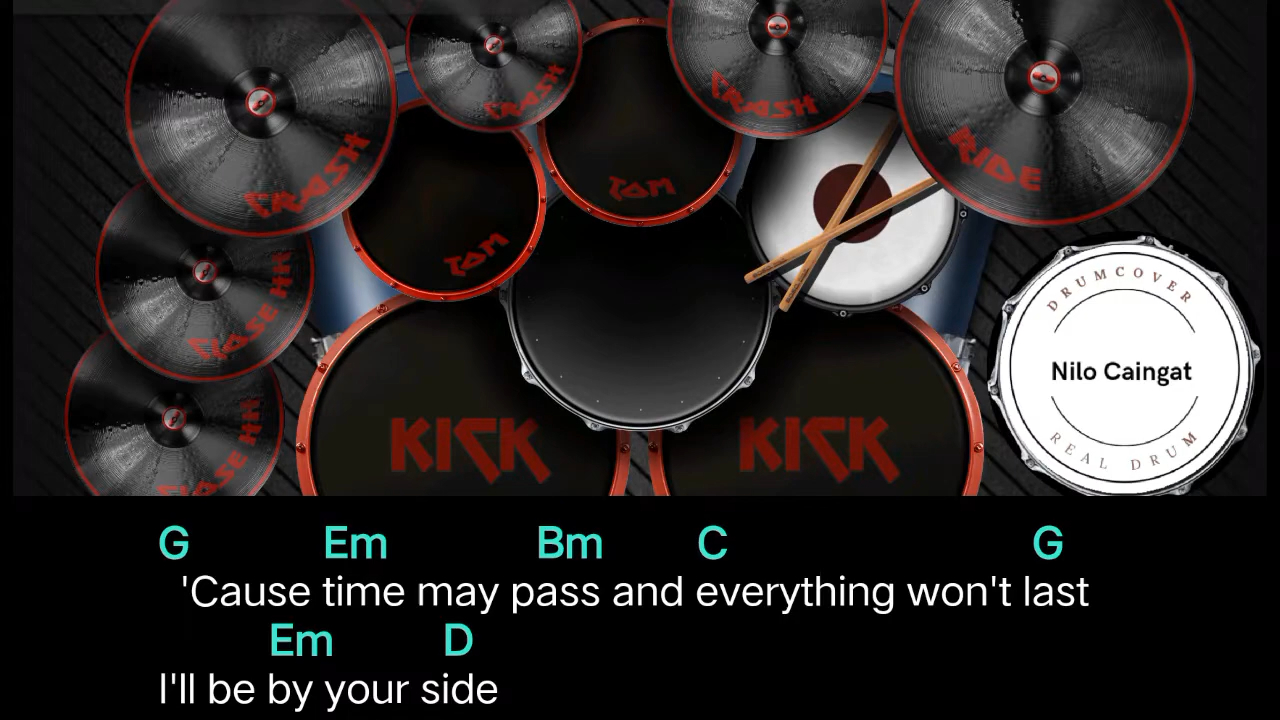 CRASH
CRASH
CRASH
RIDE
TOM
TOM
CLOSE HH
CLOSE HH
KICK
KICK
DRUMCOVER
Nilo Caingat
REAL DRUM
G Em Bm C G
'Cause time may pass and everything won't last
Em D
I'll be by your side